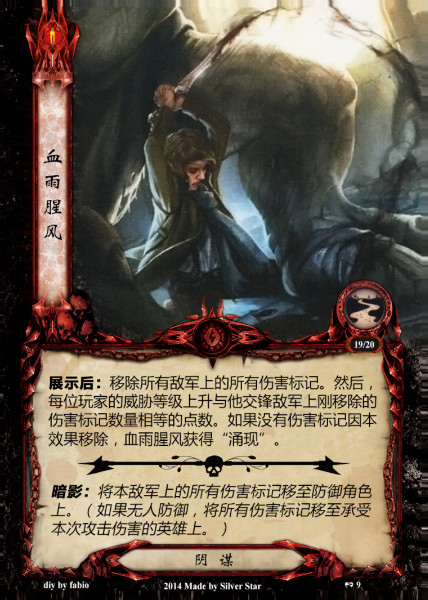 血雨腥风
19/20
展示后：移除所有敌军上的所有伤害标记。然后，
每位玩家的威胁等级上升与他交锋敌军上刚移除的
伤害标记数量相等的点数。如果没有伤害标记因本
效果移除，血雨腥风获得“涌现”。
暗影：将本敌军上的所有伤害标记移至防御角色
上。（如果无人防御，将所有伤害标记移至承受
本次攻击伤害的英雄上。）
阴谋
diy by fabio
2014 Made by Silver Star
9